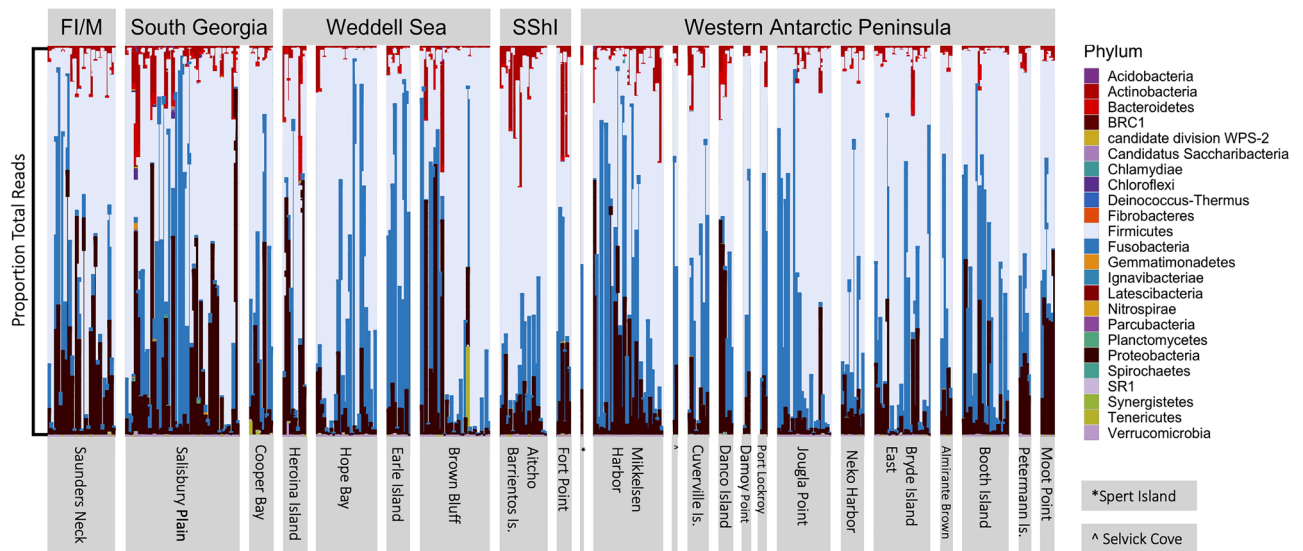 FI/M
South Georgia
Weddell Sea
SShI
Western Antarctic Peninsula
Proportion Total Reads
Phylum
Acidobacteria
Actinobacteria
Bacteroidetes
BRC1
candidate division WPS-2
Candidatus Saccharibacteria
Chlamydiae
Chloroflexi
Deinococcus-Thermus
Fibrobacteres
Firmicutes
Fusobacteria
Gemmatimonadetes
Ignavibacteriae
Latescibacteria
Nitrospirae
Parcubacteria
Planctomycetes
Proteobacteria
Spirochaetes
SR1
Synergistetes
Tenericutes
Verrucomicrobia
Saunders Neck
Salisbury Plain
Cooper Bay
Heroina Island
Hope Bay
Earle Island
Brown Bluff
Aitcho
Barrientos Is.
Fort Point
*
Mikkelsen
Harbor
^
Cuverville Is.
Danco Island
Damoy Point
Port Lockroy
Jougla Point
Neko Harbor
Bryde Island
East
Almirante Brown
Booth Island
Petermann Is.
Moot Point
*Spert Island
^ Selvick Cove